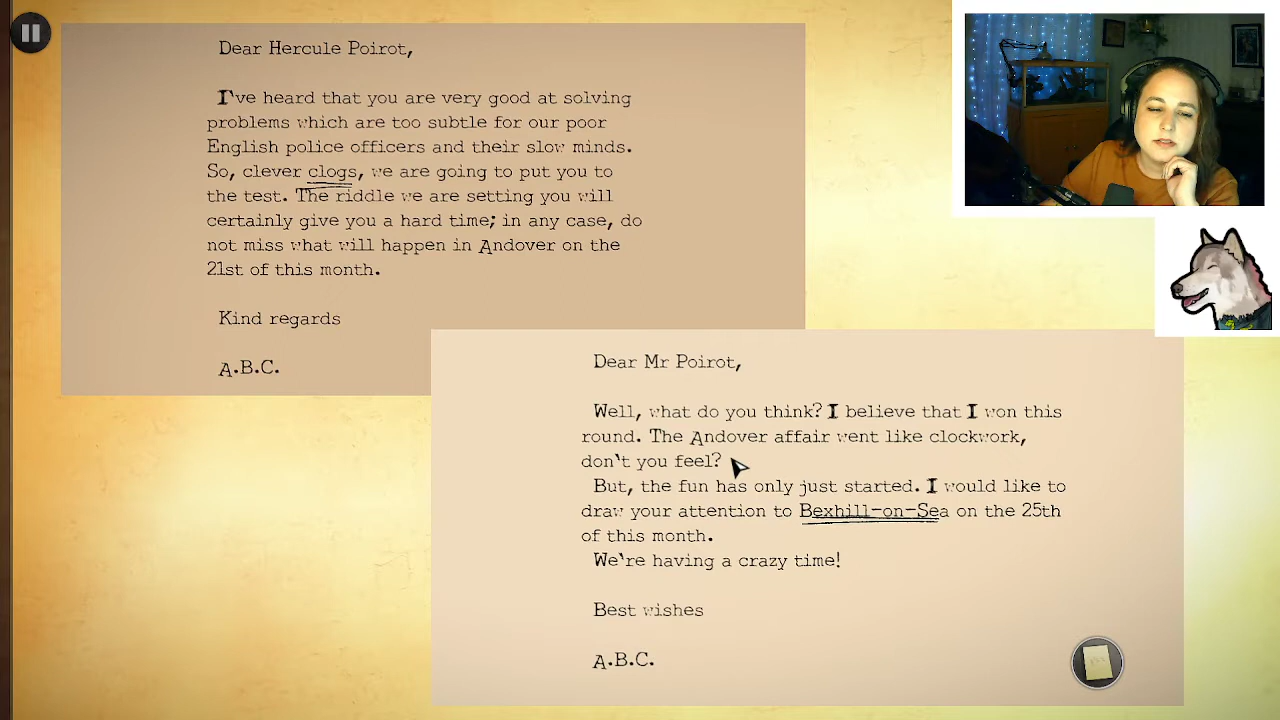 Dear Hercule Poirot,
I've heard that you are very good at solving
problems which are too subtle for our poor
English police officers and their slow minds.
So, clever clogs, we are going to put you to
the test. The riddle we are setting you will
certainly give you a hard time; in any case, do
not miss what will happen in Andover on the
21st of this month.
Kind regards
A.B.C.
Dear Mr Poirot,
Well, what do you think? I believe that I won this
round. The Andover affair went like clockwork,
don't you feel?
But, the fun has only just started. I would like to
draw your attention to Bexhill-on-Sea on the 25th
of this month.
We're having a crazy time!
Best wishes
A.B.C.